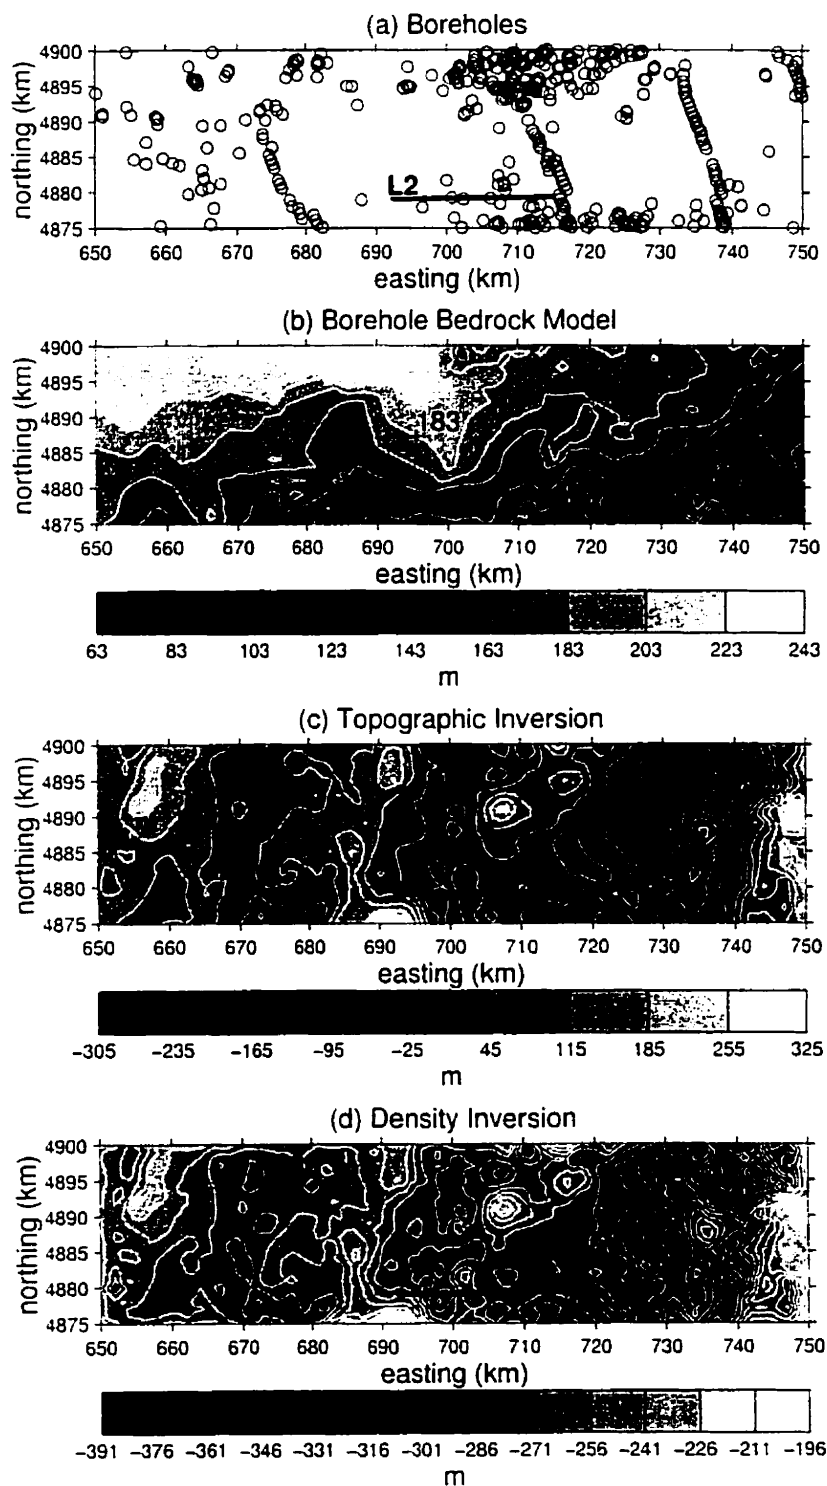 (a) Boreholes
4900
4895
4890
4885
4880
4875
northing (km)
L2
650 660 670 680 690 700 710 720 730 740 750
easting (km)
(b) Borehole Bedrock Model
4900
4895
4890
4885
4880
4875
northing (km)
183
650 660 670 680 690 700 710 720 730 740 750
easting (km)
63 83 103 123 143 163 183 203 223 243
m
(c) Topographic Inversion
4900
4895
4890
4885
4880
4875
northing (km)
650 660 670 680 690 700 710 720 730 740 750
easting (km)
-305 -235 -165 -95 -25 45 115 185 255 325
m
(d) Density Inversion
4900
4895
4890
4885
4880
4875
northing (km)
650 660 670 680 690 700 710 720 730 740 750
easting (km)
-391 -376 -361 -346 -331 -316 -301 -286 -271 -256 -241 -226 -211 -196
m